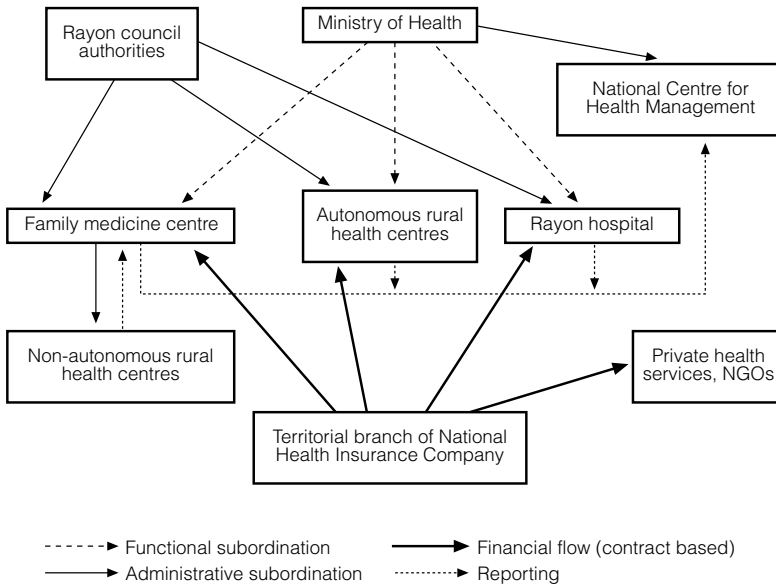 Rayon council
authorities
Ministry of Health
National Centre for
Health Management
Family medicine centre
Autonomous rural
health centres
Rayon hospital
Non-autonomous rural
health centres
Private health
services, NGOs
Territorial branch of National
Health Insurance Company
Functional subordination
Financial flow (contract based)
Administrative subordination
Reporting